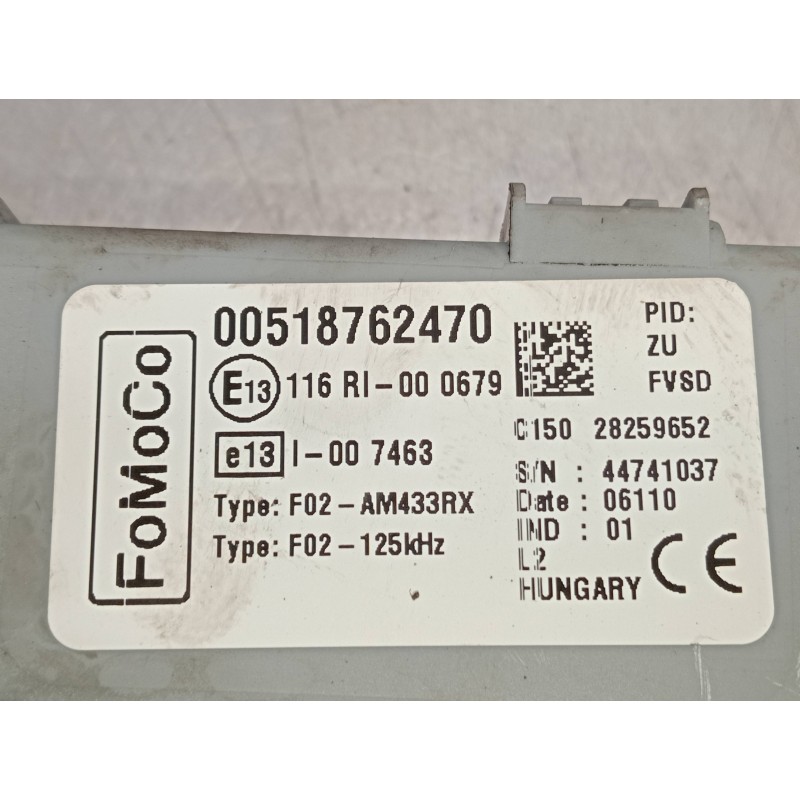 FoMoCo
00518762470
E13 116 RI-00 0679
e13 I-00 7463
Type: F02-AM433RX
Type: F02-125kHz
PID:
ZU
FVSD
C150 28259652
S/N : 44741037
Date : 06110
IND : 01
L2
HUNGARY CE